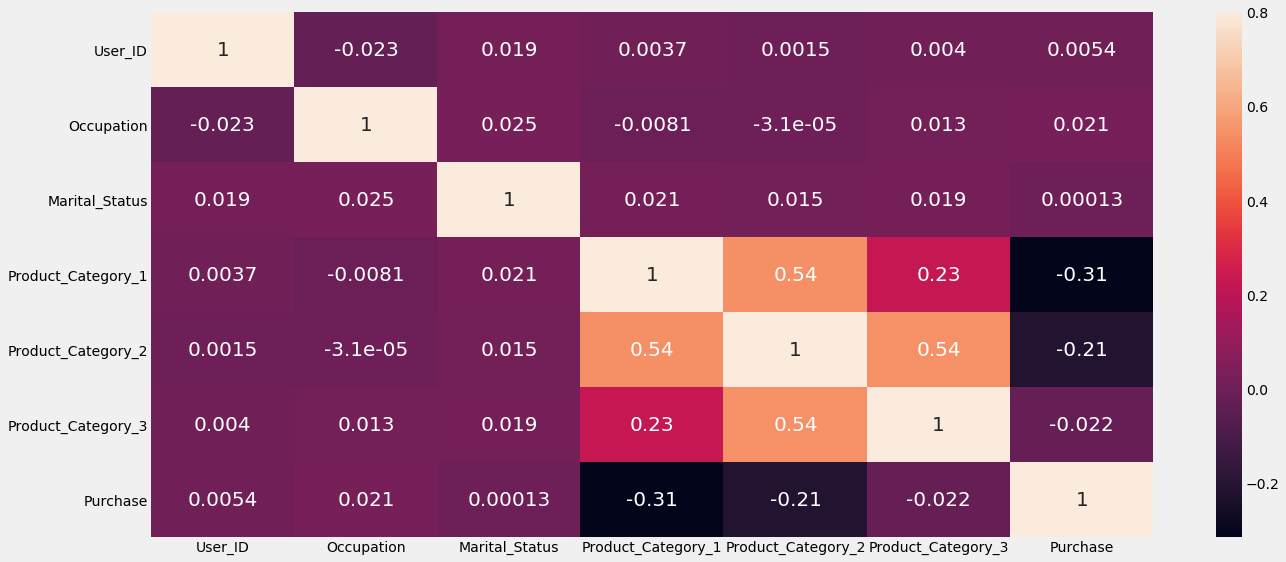 0.8
User_ID 1 -0.023 0.019 0.0037 0.0015 0.004 0.0054
0.6
Occupation -0.023 1 0.025 -0.0081 -3.1e-05 0.013 0.021
Marital_Status 0.019 0.025 1 0.021 0.015 0.019 0.00013
0.4
Product_Category_1 0.0037 -0.0081 0.021 1 0.54 0.23 -0.31
0.2
Product_Category_2 0.0015 -3.1e-05 0.015 0.54 1 0.54 -0.21
0.0
Product_Category_3 0.004 0.013 0.019 0.23 0.54 1 -0.022
−0.2
Purchase 0.0054 0.021 0.00013 -0.31 -0.21 -0.022 1
User_ID Occupation Marital_Status Product_Category_1 Product_Category_2 Product_Category_3 Purchase